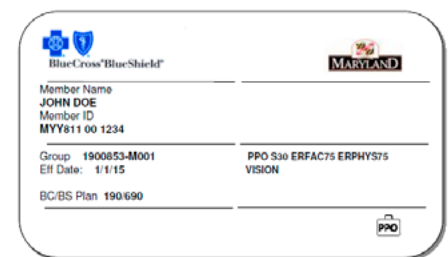 BlueCross® BlueShield®
MARYLAND
Member Name
JOHN DOE
Member ID
MYY811 00 1234
Group 1900853-M001
Eff Date: 1/1/15
BC/BS Plan 190/690
PPO S30 ERFAC75 ERPHYS75
VISION
PPO